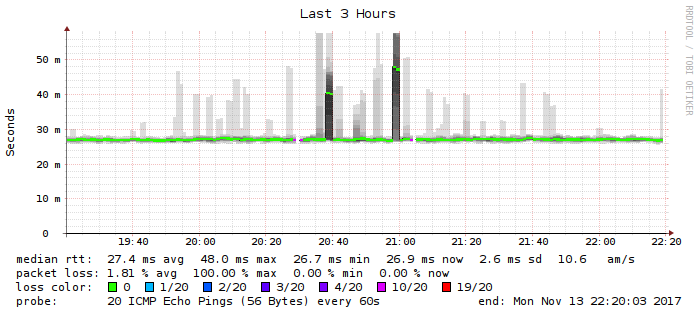 Last 3 Hours
RRDTOOL / TOBI OETIKER
Seconds
50 m
40 m
30 m
20 m
10 m
0
19:40 20:00 20:20 20:40 21:00 21:20 21:40 22:00 22:20
median rtt: 27.4 ms avg 48.0 ms max 26.7 ms min 26.9 ms now 2.6 ms sd 10.6 am/s
packet loss: 1.81 % avg 100.00 % max 0.00 % min 0.00 % now
loss color: 0 1/20 2/20 3/20 4/20 10/20 19/20
probe: 20 ICMP Echo Pings (56 Bytes) every 60s end: Mon Nov 13 22:20:03 2017